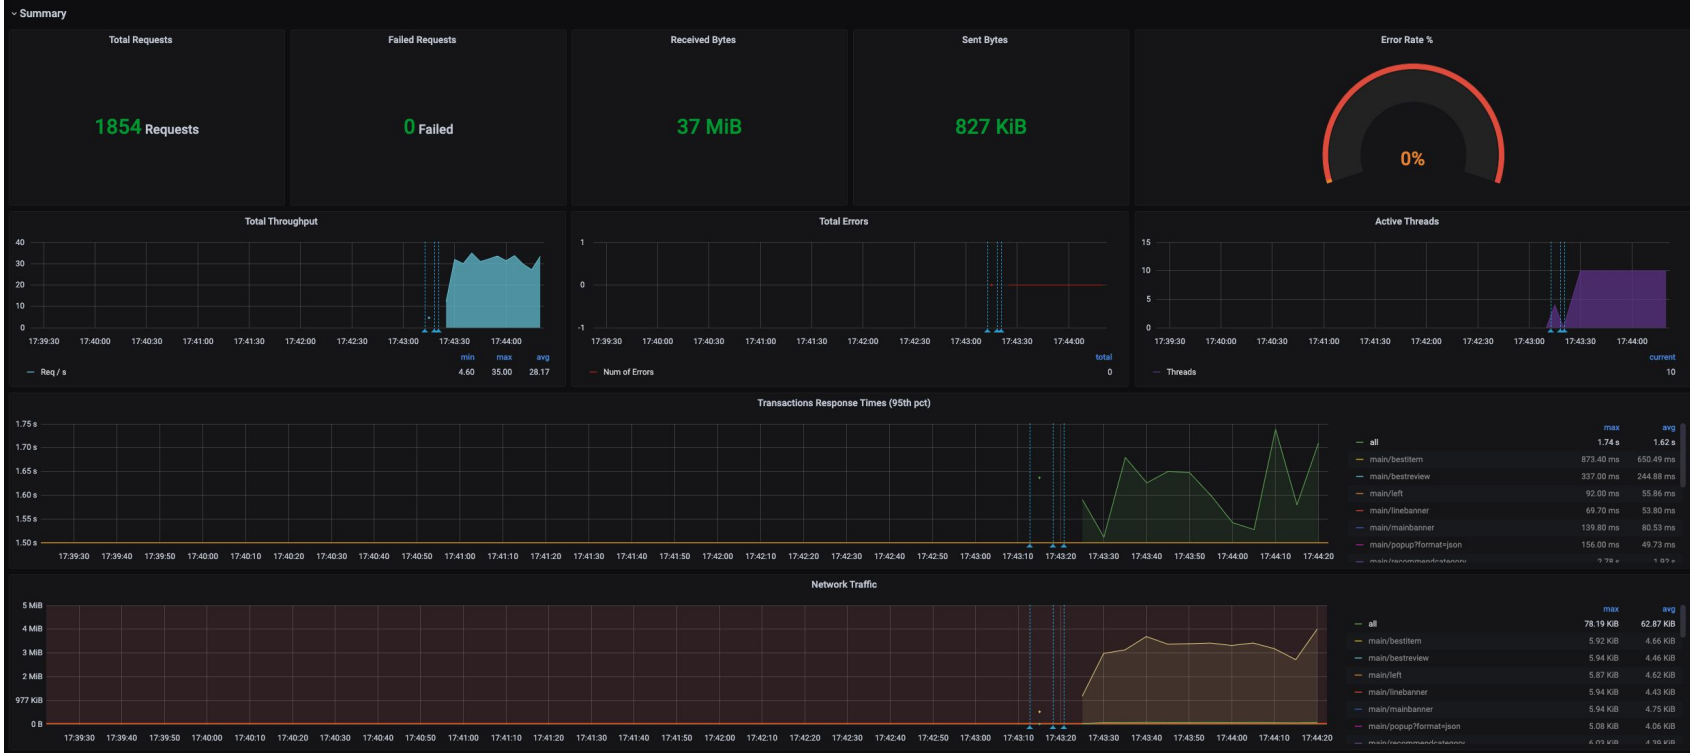 Summary
Total Requests
Failed Requests
Received Bytes
Sent Bytes
Error Rate %
1854 Requests
0 Failed
37 MiB
827 KiB
0%
Total Throughput
40
30
20
10
0
17:39:30 17:40:00 17:40:30 17:41:00 17:41:30 17:42:00 17:42:30 17:43:00 17:43:30 17:44:00
min max avg
Req / s 4.60 35.00 28.17
Total Errors
1
0
-1
17:39:30 17:40:00 17:40:30 17:41:00 17:41:30 17:42:00 17:42:30 17:43:00 17:43:30 17:44:00
total
Num of Errors 0
Active Threads
15
10
5
0
17:39:30 17:40:00 17:40:30 17:41:00 17:41:30 17:42:00 17:42:30 17:43:00 17:43:30 17:44:00
current
Threads 10
Transactions Response Times (95th pct)
1.75 s
1.70 s
1.65 s
1.60 s
1.55 s
1.50 s
17:39:30 17:39:40 17:39:50 17:40:00 17:40:10 17:40:20 17:40:30 17:40:40 17:40:50 17:41:00 17:41:10 17:41:20 17:41:30 17:41:40 17:41:50 17:42:00 17:42:10 17:42:20 17:42:30 17:42:40 17:42:50 17:43:00 17:43:10 17:43:20 17:43:30 17:43:40 17:43:50 17:44:00 17:44:10 17:44:20
max avg
all 1.74 s 1.62 s
main/bestitem 873.40 ms 650.49 ms
main/bestreview 337.00 ms 244.88 ms
main/left 92.00 ms 55.86 ms
main/linebanner 69.70 ms 53.80 ms
main/mainbanner 139.80 ms 80.53 ms
main/popup?format=json 156.00 ms 49.73 ms
main/recommendcategory 2.78 s 1.92 s
Network Traffic
5 MiB
4 MiB
3 MiB
2 MiB
977 KiB
0 B
17:39:30 17:39:40 17:39:50 17:40:00 17:40:10 17:40:20 17:40:30 17:40:40 17:40:50 17:41:00 17:41:10 17:41:20 17:41:30 17:41:40 17:41:50 17:42:00 17:42:10 17:42:20 17:42:30 17:42:40 17:42:50 17:43:00 17:43:10 17:43:20 17:43:30 17:43:40 17:43:50 17:44:00 17:44:10 17:44:20
max avg
all 78.19 KiB 62.87 KiB
main/bestitem 5.92 KiB 4.66 KiB
main/bestreview 5.94 KiB 4.46 KiB
main/left 5.87 KiB 4.62 KiB
main/linebanner 5.94 KiB 4.43 KiB
main/mainbanner 5.94 KiB 4.75 KiB
main/popup?format=json 5.08 KiB 4.06 KiB
main/recommendcategory 6.03 KiB 4.39 KiB